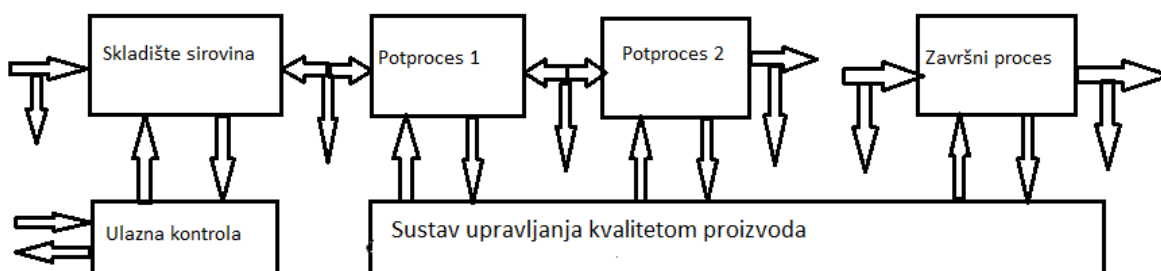 Skladište sirovina
Potproces 1
Potproces 2
Završni proces
Ulazna kontrola
Sustav upravljanja kvalitetom proizvoda